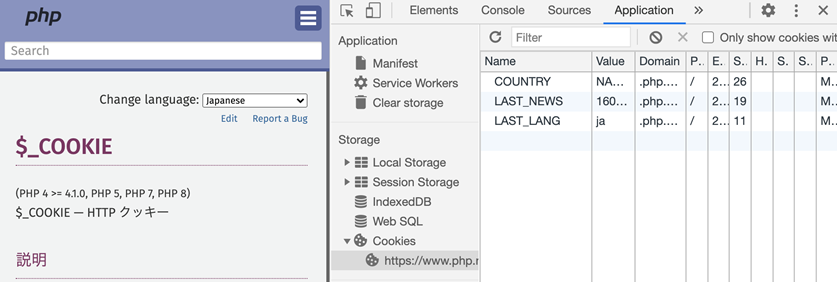 php
Search
Change language: Japanese
Edit Report a Bug
$_COOKIE
(PHP 4 >= 4.1.0, PHP 5, PHP 7, PHP 8)
$_COOKIE — HTTP クッキー
説明
Elements Console Sources Application »
Application
Manifest
Service Workers
Clear storage
Storage
Local Storage
Session Storage
IndexedDB
Web SQL
Cookies
https://www.php.n
Filter Only show cookies wit
Name Value Domain P.. E. S.. H. S. S.. P..
COUNTRY NA... .php.... / 2... 26 M...
LAST_NEWS 160... .php.... / 2... 19 M...
LAST_LANG ja .php.... / 2... 11 M...